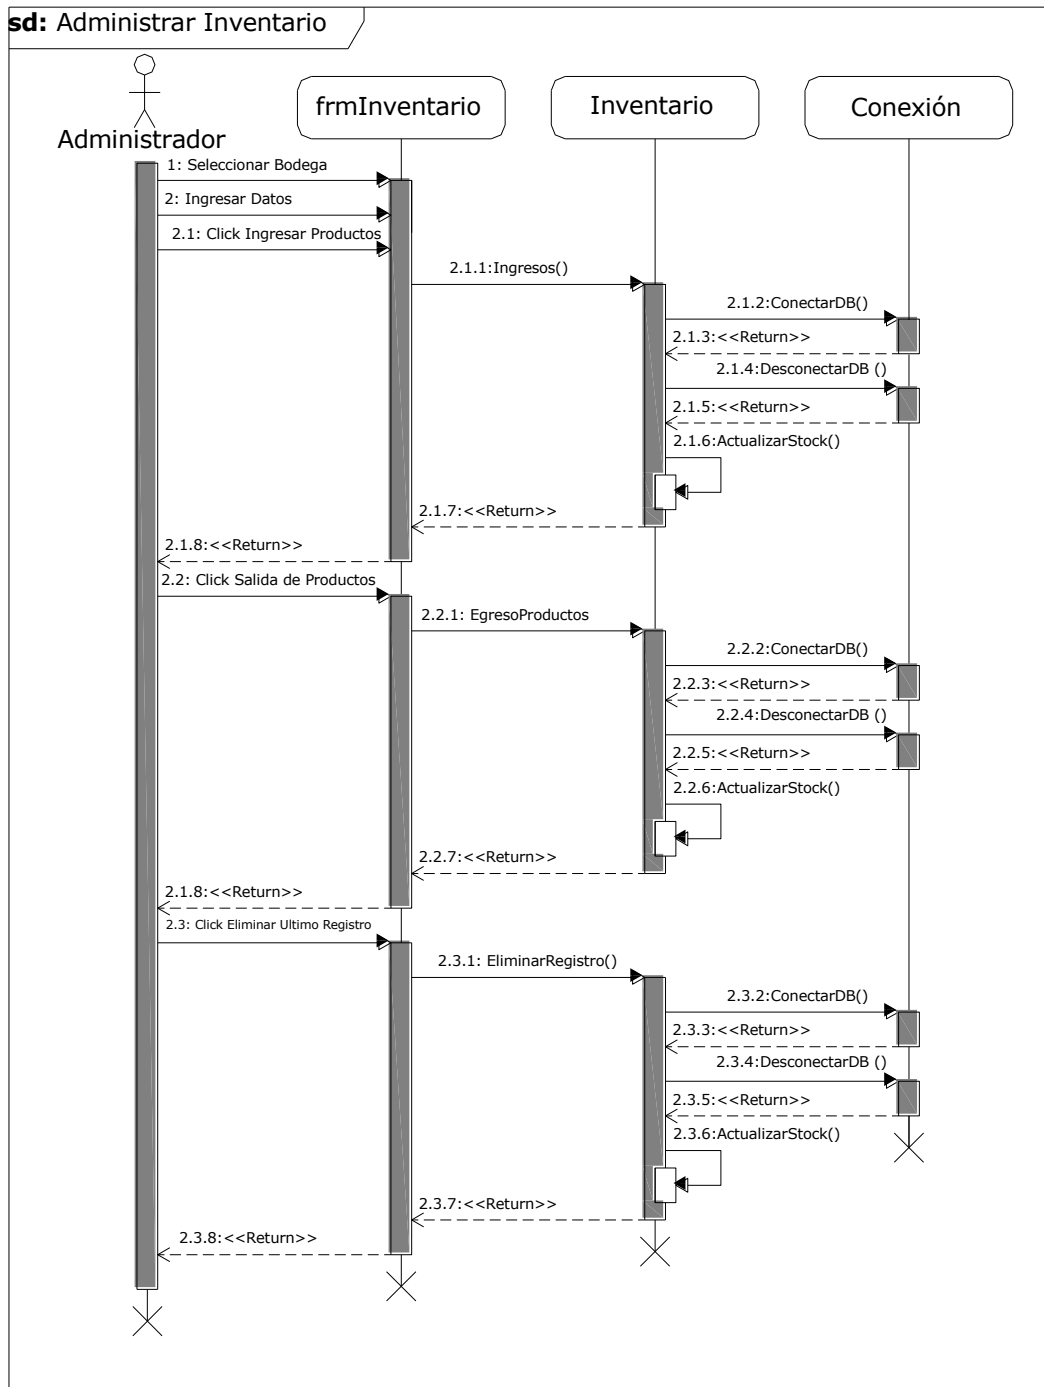 sd: Administrar Inventario
Administrador
frmInventario
Inventario
Conexión
1: Seleccionar Bodega
2: Ingresar Datos
2.1: Click Ingresar Productos
2.1.1:Ingresos()
2.1.2:ConectarDB()
2.1.3:<<Return>>
2.1.4:DesconectarDB ()
2.1.5:<<Return>>
2.1.6:ActualizarStock()
2.1.7:<<Return>>
2.1.8:<<Return>>
2.2: Click Salida de Productos
2.2.1: EgresoProductos
2.2.2:ConectarDB()
2.2.3:<<Return>>
2.2.4:DesconectarDB ()
2.2.5:<<Return>>
2.2.6:ActualizarStock()
2.2.7:<<Return>>
2.1.8:<<Return>>
2.3: Click Eliminar Ultimo Registro
2.3.1: EliminarRegistro()
2.3.2:ConectarDB()
2.3.3:<<Return>>
2.3.4:DesconectarDB ()
2.3.5:<<Return>>
2.3.6:ActualizarStock()
2.3.7:<<Return>>
2.3.8:<<Return>>